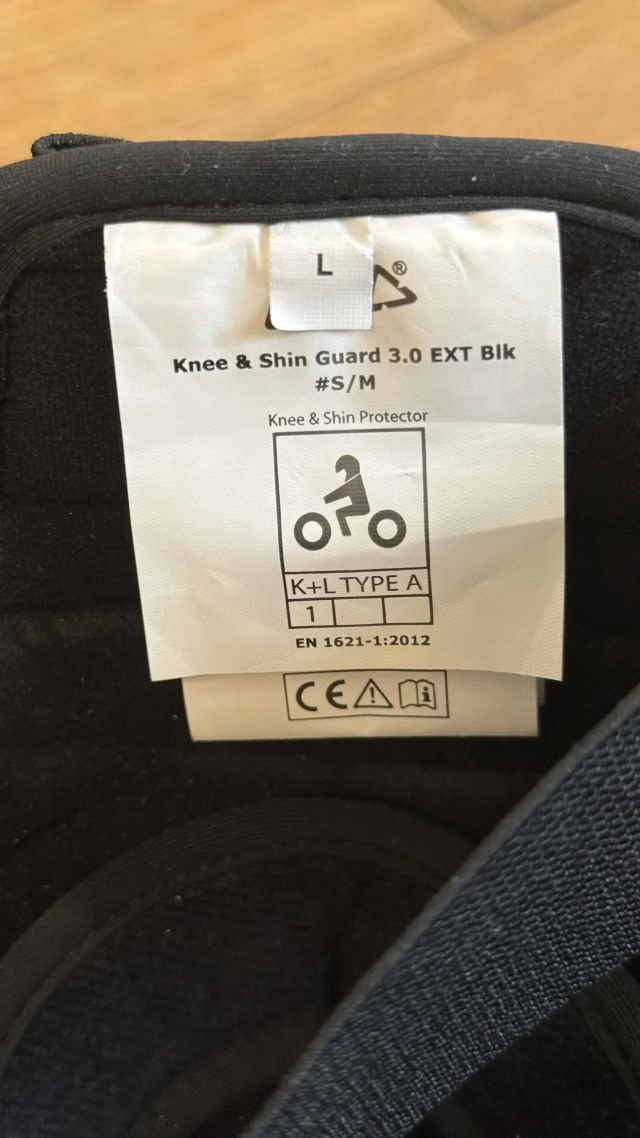 L
®
Knee & Shin Guard 3.0 EXT Blk
#S/M
Knee & Shin Protector
K+L TYPE A
1
EN 1621-1:2012
CE